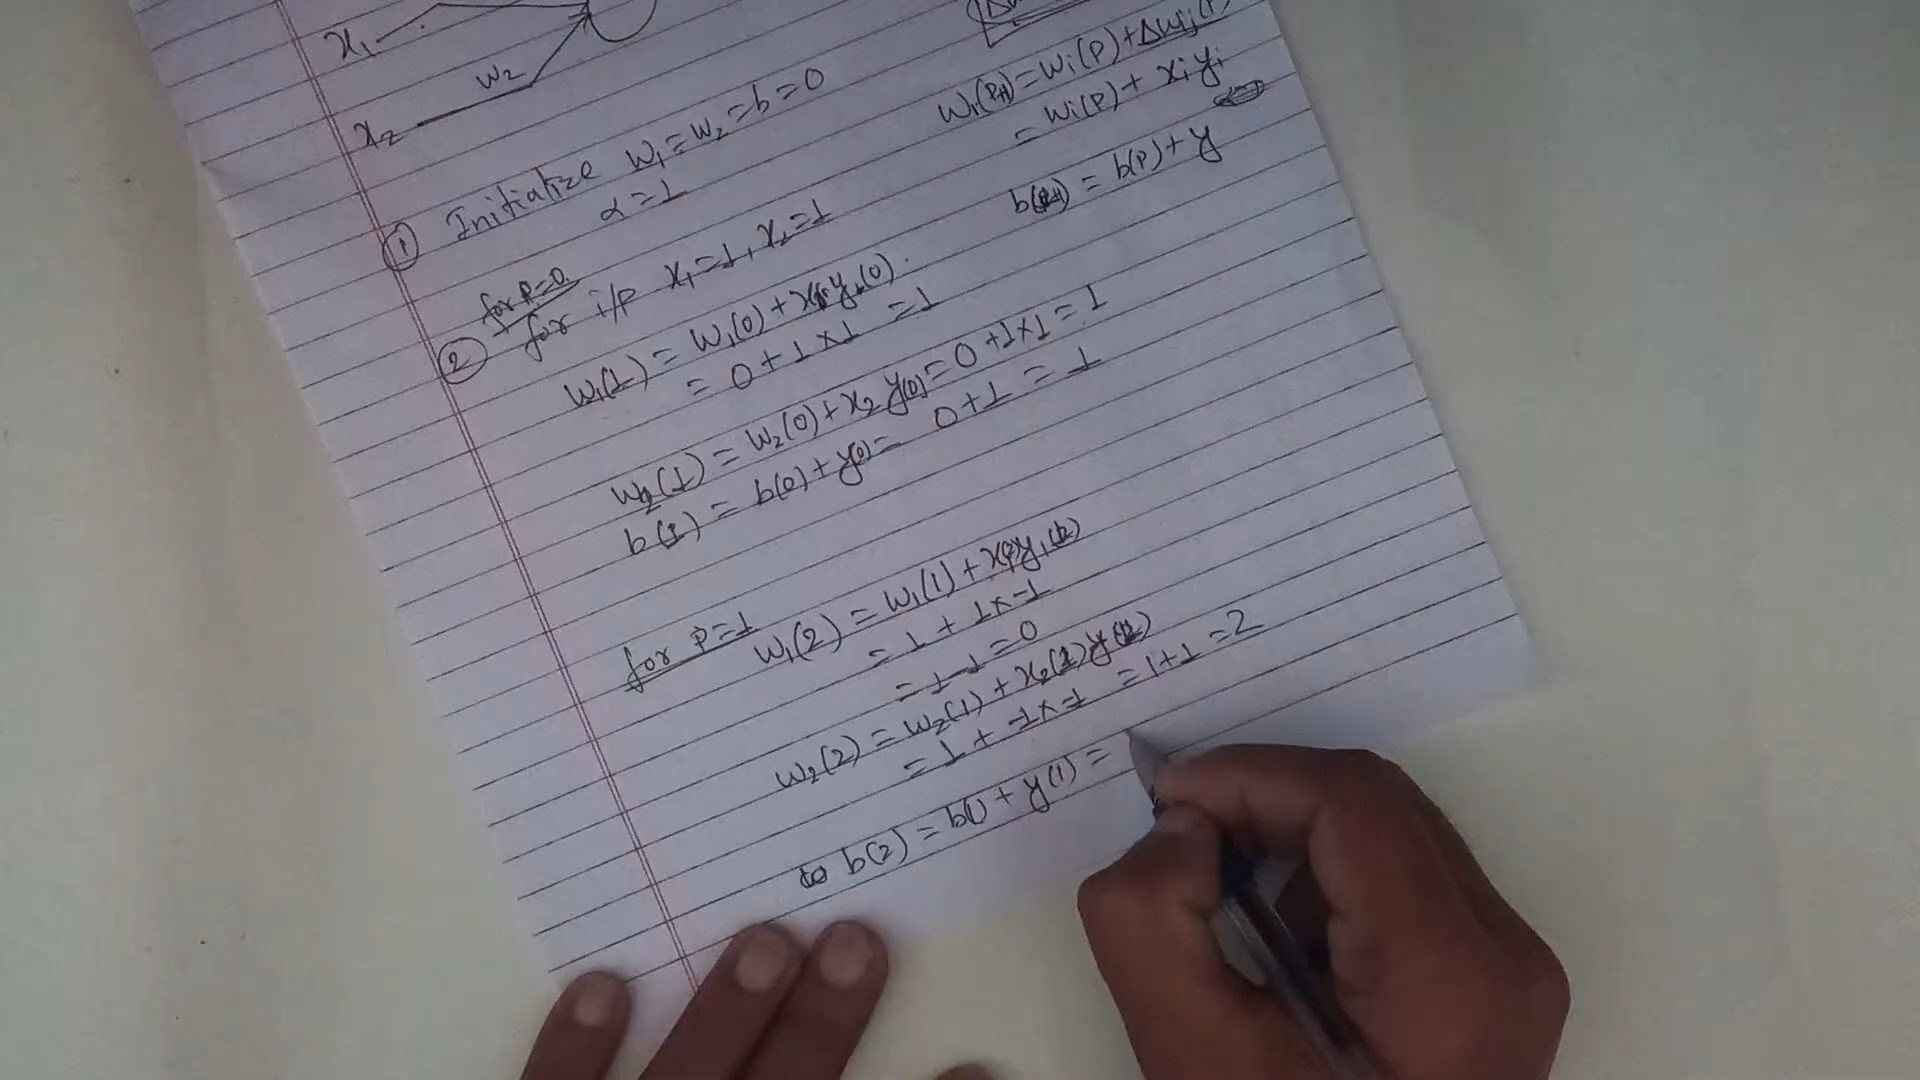 x₁
w₂
x₂
wᵢ(P+1) = wᵢ(P) + Δwᵢⱼ(P)
= wᵢ(P) + xᵢ yᵢ
b(P+1) = b(P) + y
① Initialize w₁ = w₂ = b = 0
α = 1
for P=0
② for i/p x₁ = 1, x₂ = 1
w₁(1) = w₁(0) + x₁ y₁(0)
= 0 + 1 x 1 = 1
w₂(1) = w₂(0) + x₂ y(0) = 0 + 1 x 1 = 1
b(1) = b(0) + y(0) = 0 + 1 = 1
for P=1
w₁(2) = w₁(1) +
= 1 + 1 x -1
= 1 - 1 = 0
w₂(2) = w₂(1) + x₂(1) y(1)
= 1 + -1 x -1 = 1 + 1 = 2
b(2) = b(1) + y(1) =